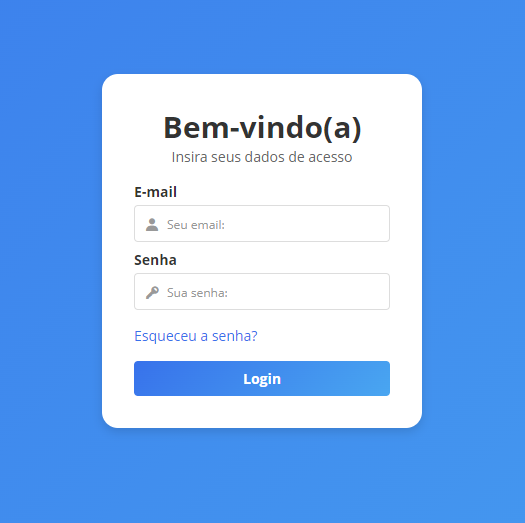 Bem-vindo(a)
Insira seus dados de acesso
E-mail
Seu email:
Senha
Sua senha:
Esqueceu a senha?
Login